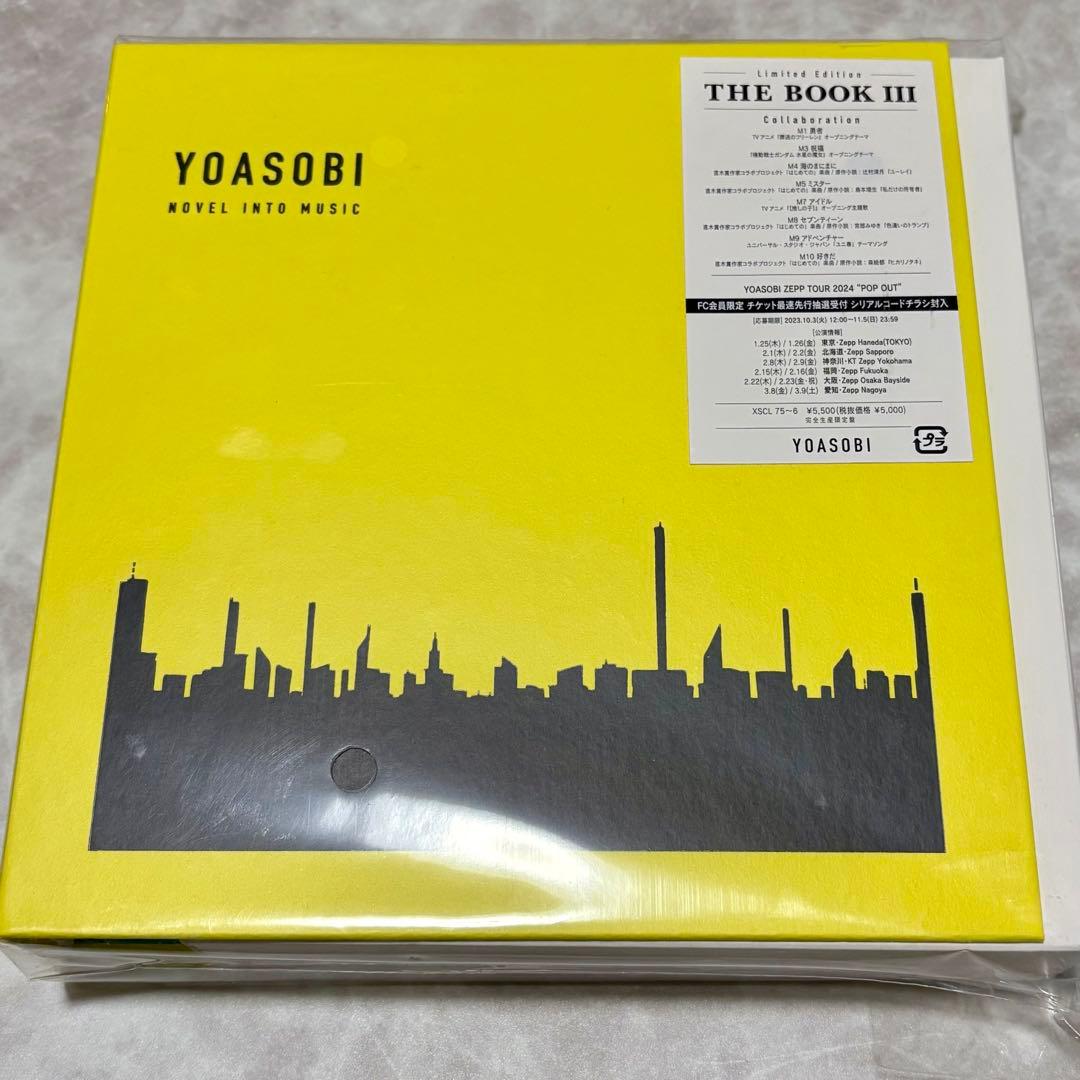 YOASOBI
NOVEL INTO MUSIC
Limited Edition
THE BOOK III
Collaboration
M1 勇者
TVアニメ『葬送のフリーレン』オープニングテーマ
M3 祝福
『機動戦士ガンダム 水星の魔女』オープニングテーマ
M4 海のまにまに
直木賞作家コラボプロジェクト「はじめての」楽曲 / 原作小説：辻村深月『ユーレイ』
M5 ミスター
直木賞作家コラボプロジェクト「はじめての」楽曲 / 原作小説：島本理生『私だけの所有者』
M7 アイドル
TVアニメ『【推しの子】』オープニング主題歌
M8 セブンティーン
直木賞作家コラボプロジェクト「はじめての」楽曲 / 原作小説：宮部みゆき『色違いのトランプ』
M9 アドベンチャー
ユニバーサル・スタジオ・ジャパン「ユニ春」テーマソング
M10 好きだ
直木賞作家コラボプロジェクト「はじめての」楽曲 / 原作小説：森絵都『ヒカリノタネ』
YOASOBI ZEPP TOUR 2024 “POP OUT”
FC会員限定 チケット最速先行抽選受付 シリアルコードチラシ封入
[応募期限] 2023.10.3(火) 12:00～11.5(日) 23:59
[公演情報]
1.25(木) / 1.26(金) 東京・Zepp Haneda(TOKYO)
2.1(木) / 2.2(金) 北海道・Zepp Sapporo
2.8(木) / 2.9(金) 神奈川・KT Zepp Yokohama
2.15(木) / 2.16(金) 福岡・Zepp Fukuoka
2.22(木) / 2.23(金・祝) 大阪・Zepp Osaka Bayside
3.8(金) / 3.9(土) 愛知・Zepp Nagoya
XSCL 75～6 ¥5,500(税抜価格 ¥5,000)
完全生産限定盤
YOASOBI
プラ